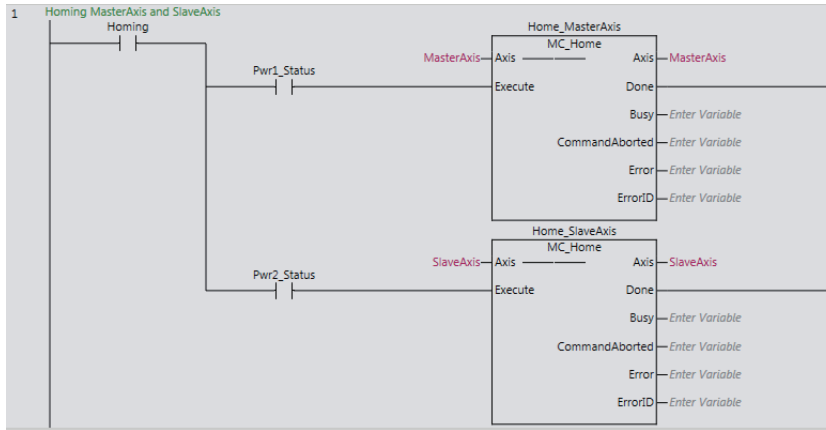 1 Homing MasterAxis and SlaveAxis
Homing
Home_MasterAxis
MC_Home
MasterAxis Axis Axis MasterAxis
Pwr1_Status
Execute Done
Busy Enter Variable
CommandAborted Enter Variable
Error Enter Variable
ErrorID Enter Variable
Home_SlaveAxis
MC_Home
SlaveAxis Axis Axis SlaveAxis
Pwr2_Status
Execute Done
Busy Enter Variable
CommandAborted Enter Variable
Error Enter Variable
ErrorID Enter Variable